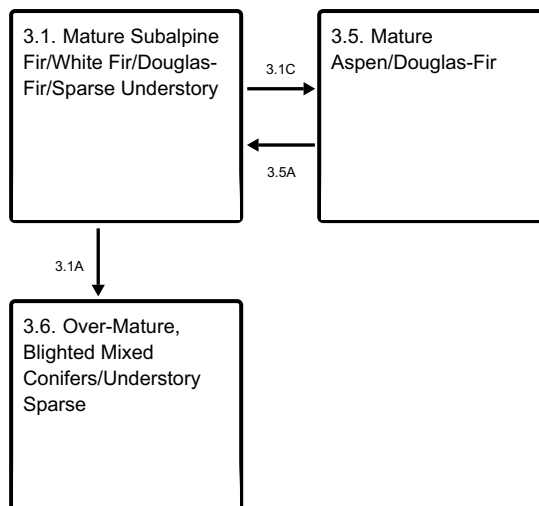 3.1. Mature Subalpine
Fir/White Fir/Douglas-
Fir/Sparse Understory
3.1C
3.5. Mature
Aspen/Douglas-Fir
3.5A
3.1A
3.6. Over-Mature,
Blighted Mixed
Conifers/Understory
Sparse